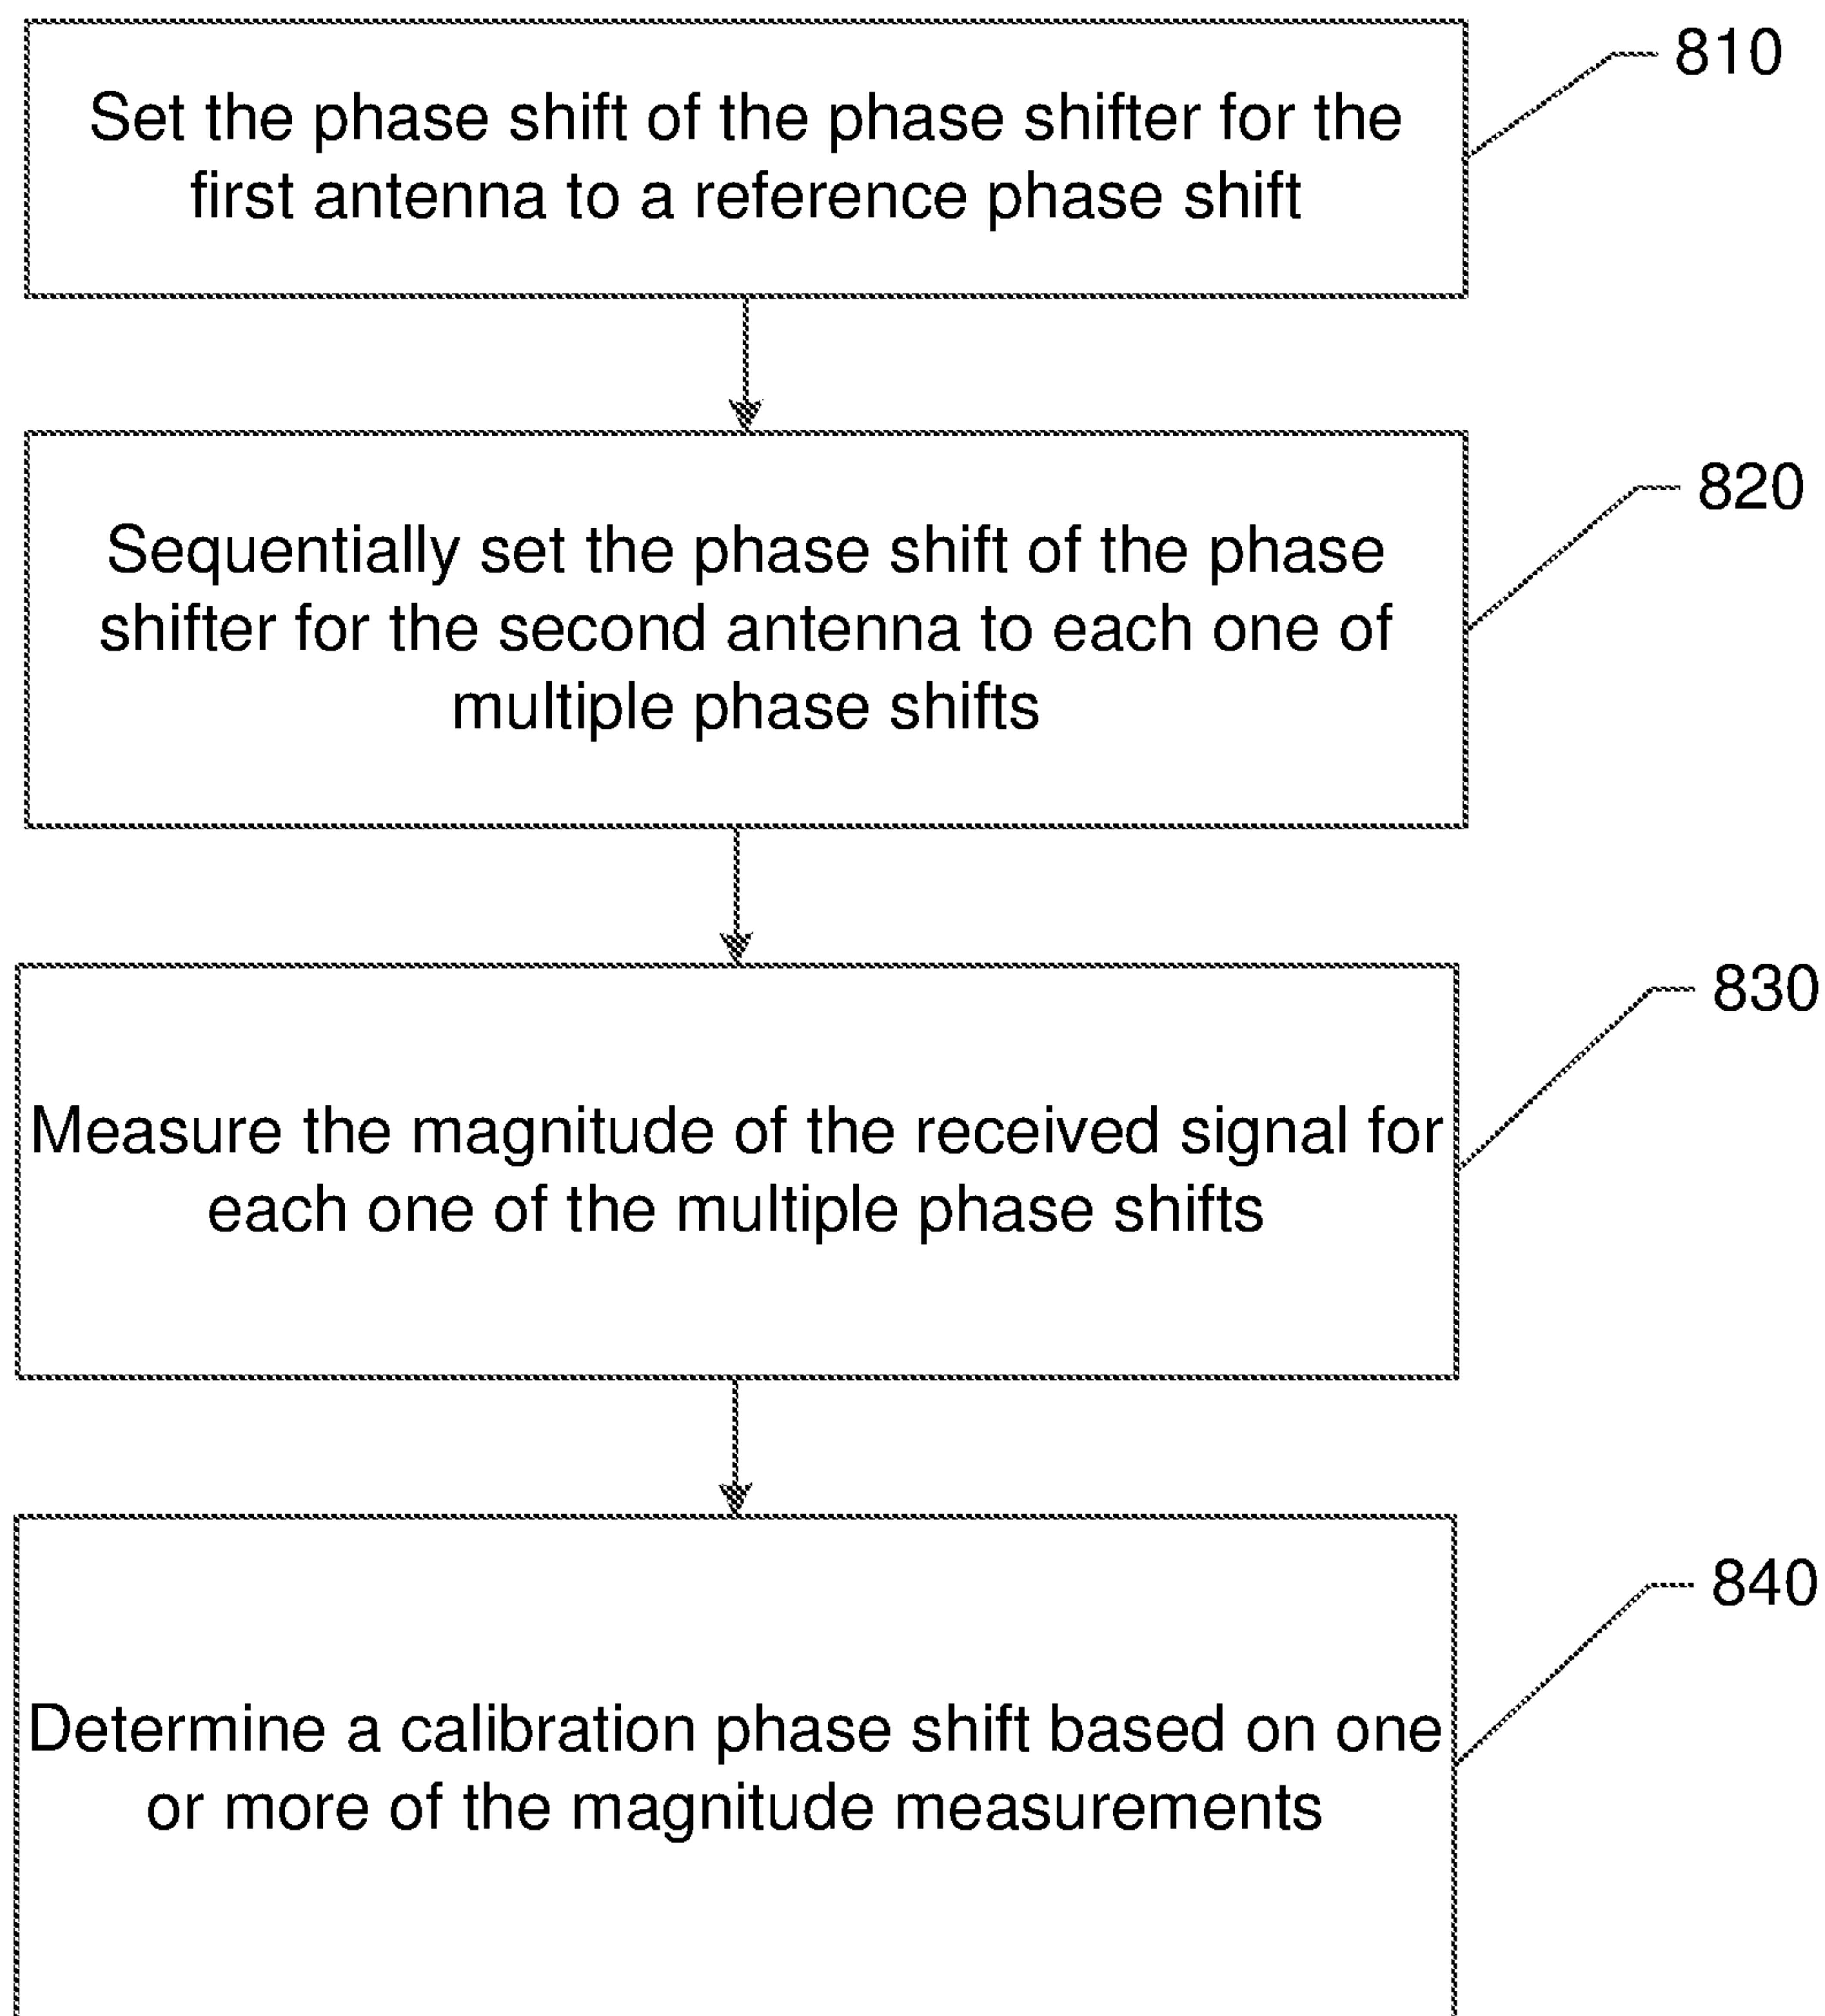 810
Set the phase shift of the phase shifter for the
first antenna to a reference phase shift
820
Sequentially set the phase shift of the phase
shifter for the second antenna to each one of
multiple phase shifts
830
Measure the magnitude of the received signal for
each one of the multiple phase shifts
840
Determine a calibration phase shift based on one
or more of the magnitude measurements